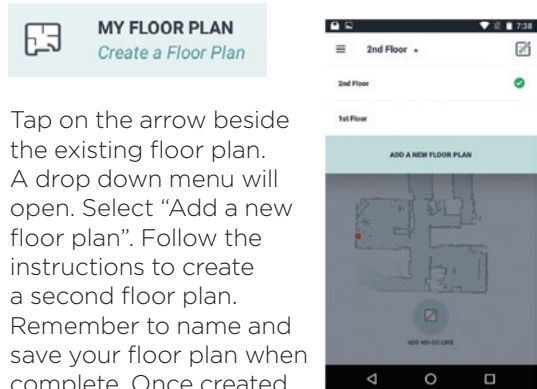 MY FLOOR PLAN
Create a Floor Plan
Tap on the arrow beside
the existing floor plan.
A drop down menu will
open. Select “Add a new
floor plan”. Follow the
instructions to create
a second floor plan.
Remember to name and
save your floor plan when
complete. Once created
7:38
2nd Floor
2nd Floor
1st Floor
ADD A NEW FLOOR PLAN
ADD NO-GO LINE